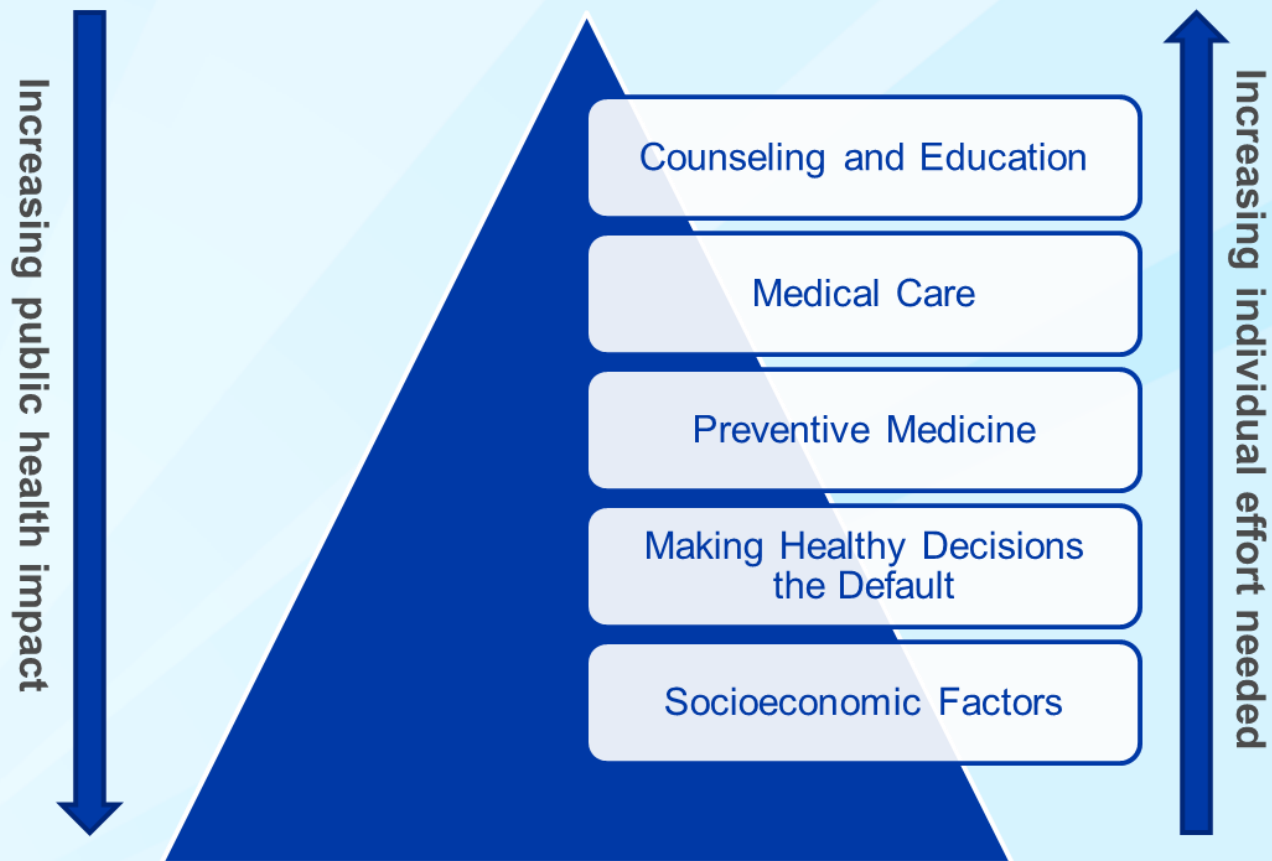 Increasing public health impact
Counseling and Education
Medical Care
Preventive Medicine
Making Healthy Decisions
the Default
Socioeconomic Factors
Increasing individual effort needed